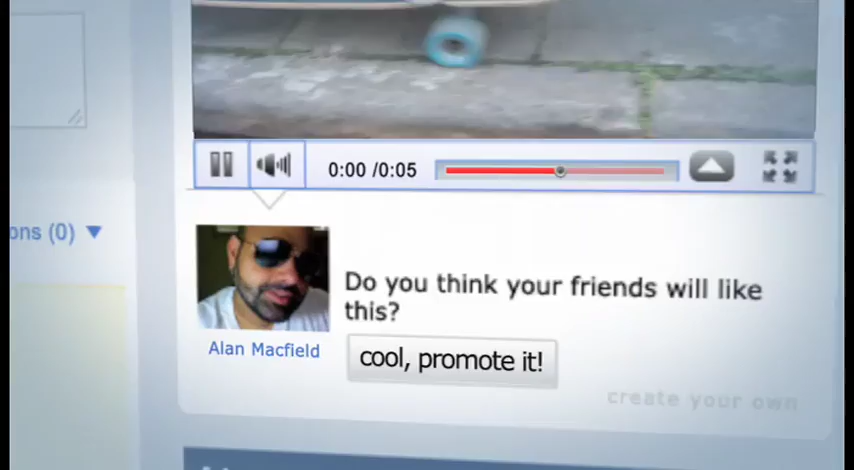 ons (0)
0:00 /0:05
Do you think your friends will like
this?
Alan Macfield
cool, promote it!
create your own